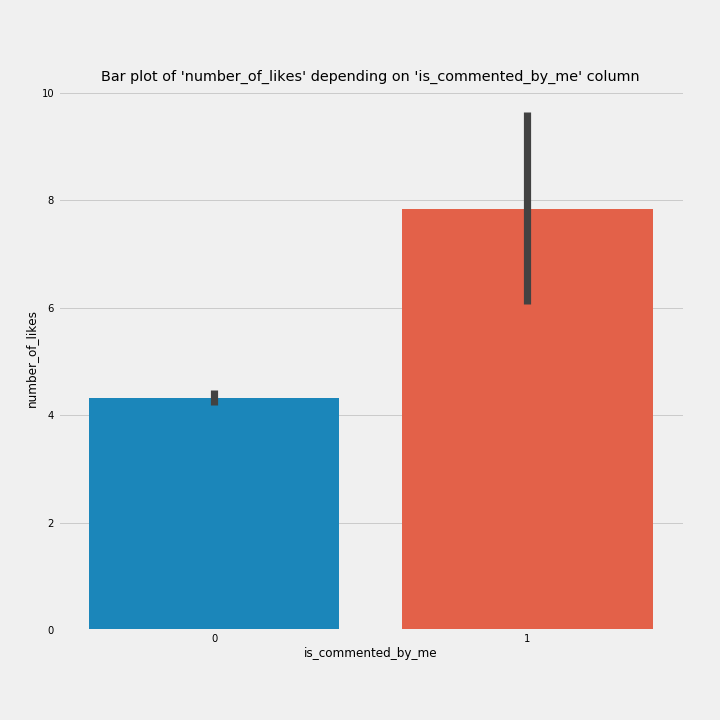 Bar plot of 'number_of_likes' depending on 'is_commented_by_me' column
10
8
6
4
2
0
number_of_likes
0 1
is_commented_by_me